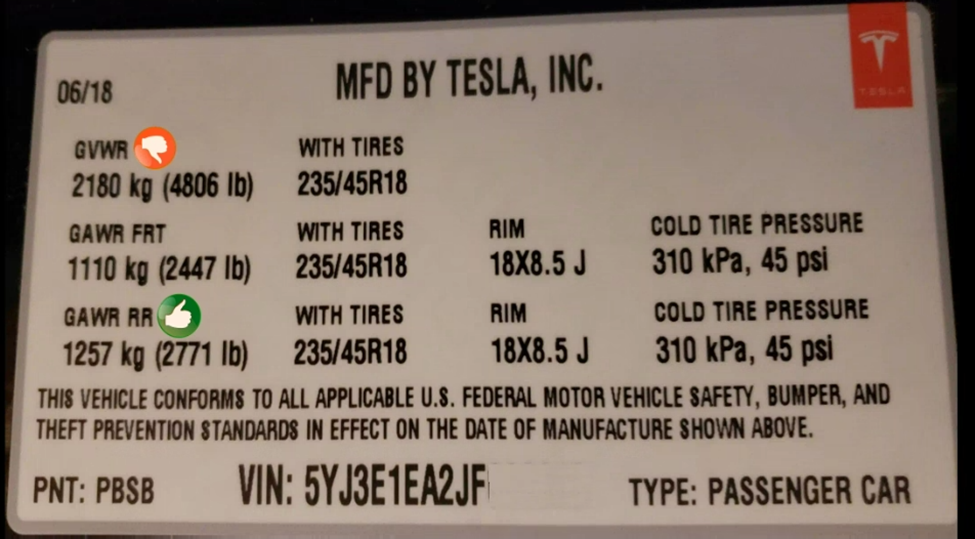 06/18 MFD BY TESLA, INC.
TESLA
GVWR WITH TIRES
2180 kg (4806 lb) 235/45R18
GAWR FRT WITH TIRES RIM COLD TIRE PRESSURE
1110 kg (2447 lb) 235/45R18 18X8.5 J 310 kPa, 45 psi
GAWR RR WITH TIRES RIM COLD TIRE PRESSURE
1257 kg (2771 lb) 235/45R18 18X8.5 J 310 kPa, 45 psi
THIS VEHICLE CONFORMS TO ALL APPLICABLE U.S. FEDERAL MOTOR VEHICLE SAFETY, BUMPER, AND
THEFT PREVENTION STANDARDS IN EFFECT ON THE DATE OF MANUFACTURE SHOWN ABOVE.
PNT: PBSB VIN: 5YJ3E1EA2JF TYPE: PASSENGER CAR